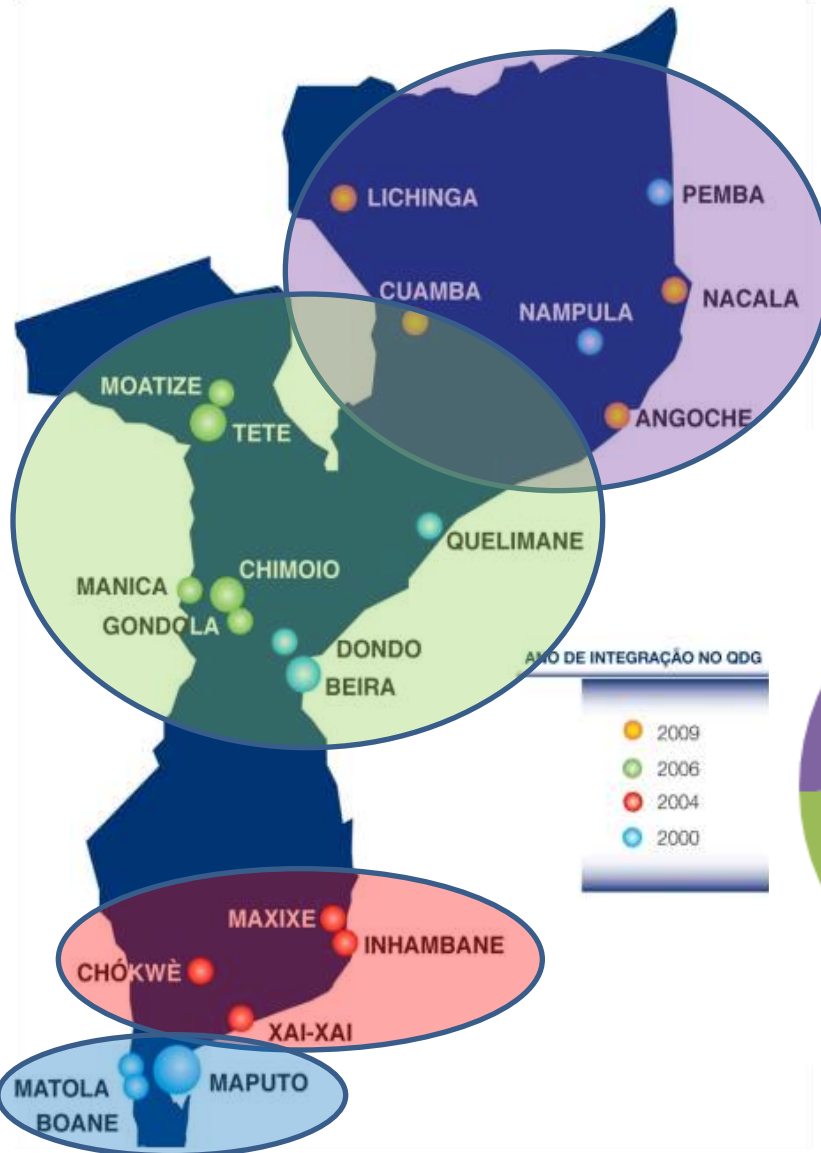 LICHINGA
PEMBA
CUAMBA
NACALA
NAMPULA
MOATIZE
ANGOCHE
TETE
QUELIMANE
CHIMOIO
MANICA
GONDOLA
DONDO
BEIRA
ANO DE INTEGRAÇÃO NO QDG
2009
2006
2004
2000
MAXIXE
INHAMBANE
CHÓKWÈ
XAI-XAI
MAPUTO
MATOLA
BOANE